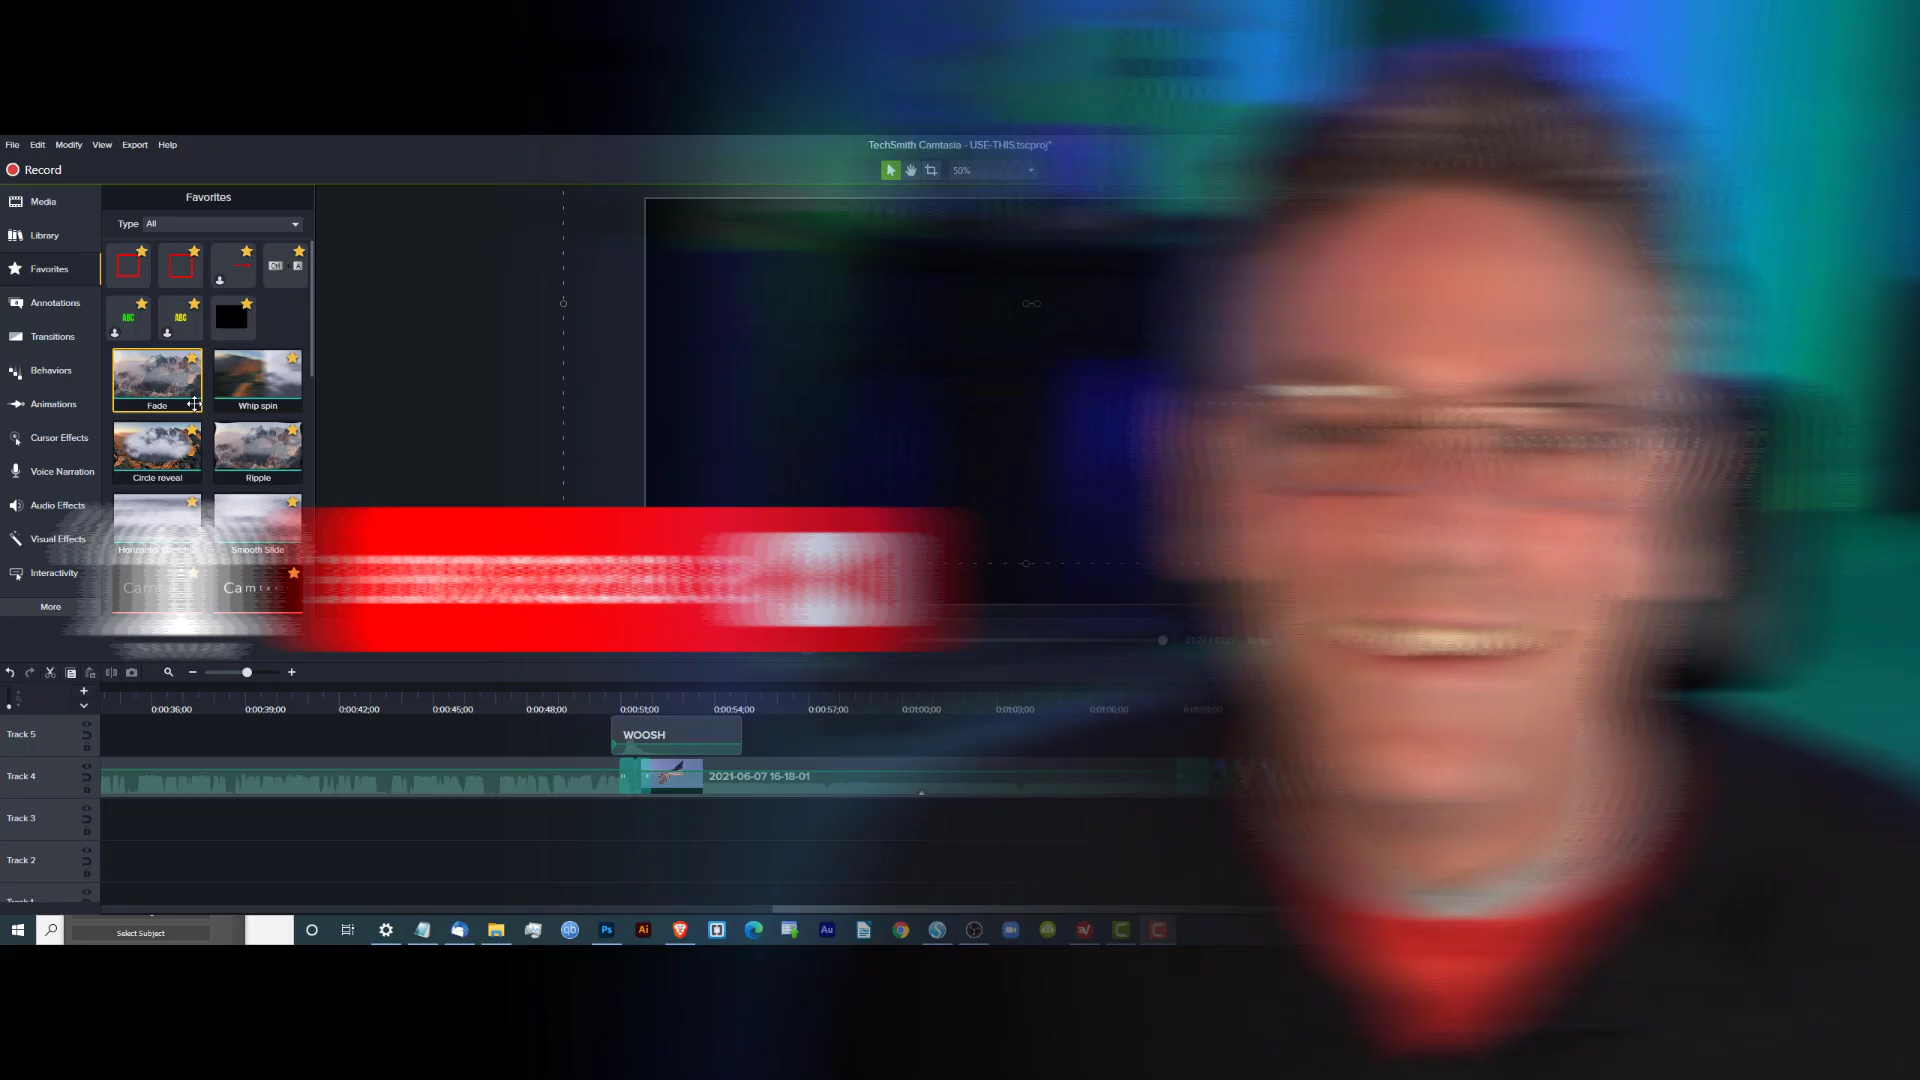 File Edit Modify View Export Help
TechSmith Camtasia - USE-THIS.tscproj*
Record
50%
Media
Library
Favorites
Annotations
Transitions
Behaviors
Animations
Cursor Effects
Voice Narration
Audio Effects
Visual Effects
Interactivity
More
Favorites
Type All
ABC ABC
Fade Whip spin
Circle reveal Ripple
Smooth Slide
0:00:36;00 0:00:39;00 0:00:42;00 0:00:45;00 0:00:48;00 0:00:51;00 0:00:54;00 0:00:57;00 0:01:00;00 0:01:03;00 0:01:06;00 0:01:09;00
Track 5
WOOSH
Track 4
2021-06-07 16-18-01
Track 3
Track 2
Select Subject
qb Ps Ai Au